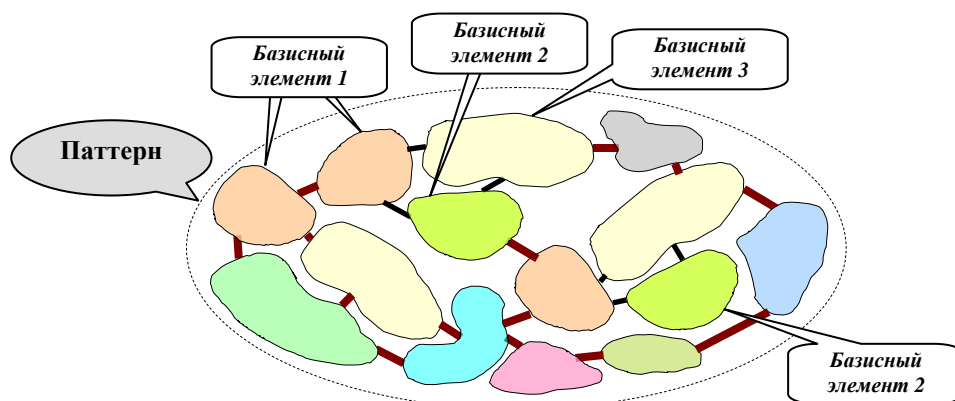 Базисный
элемент 1
Базисный
элемент 2
Базисный
элемент 3
Паттерн
Базисный
элемент 2